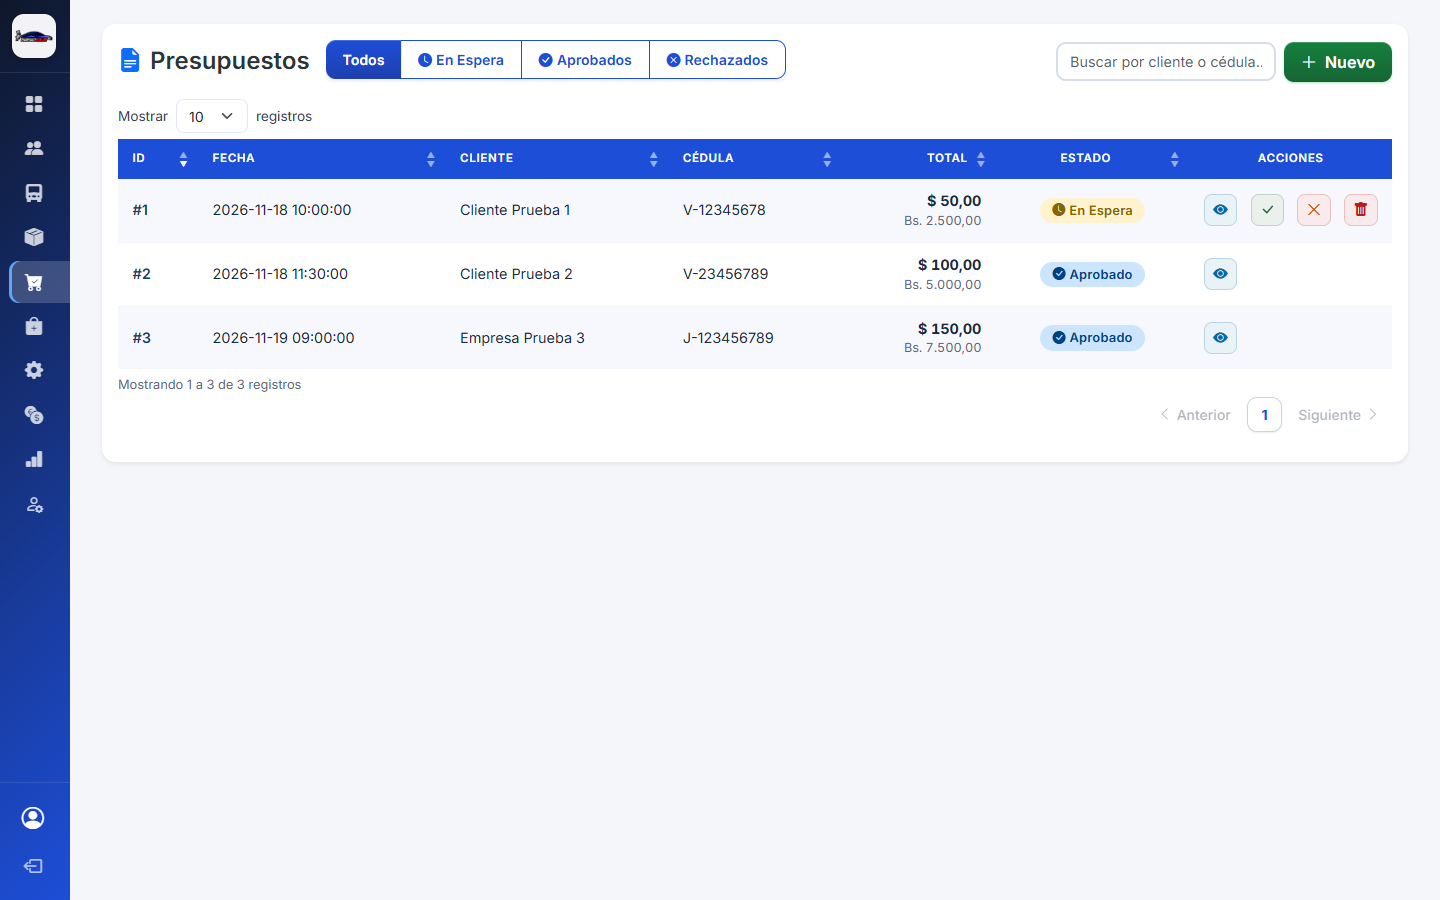 Presupuestos
Todos
En Espera
Aprobados
Rechazados
Buscar por cliente o cédula..
Nuevo
Mostrar 10 registros
ID FECHA CLIENTE CÉDULA TOTAL ESTADO ACCIONES
#1 2026-11-18 10:00:00 Cliente Prueba 1 V-12345678 $ 50,00 En Espera
Bs. 2.500,00
#2 2026-11-18 11:30:00 Cliente Prueba 2 V-23456789 $ 100,00 Aprobado
Bs. 5.000,00
#3 2026-11-19 09:00:00 Empresa Prueba 3 J-123456789 $ 150,00 Aprobado
Bs. 7.500,00
Mostrando 1 a 3 de 3 registros
Anterior 1 Siguiente